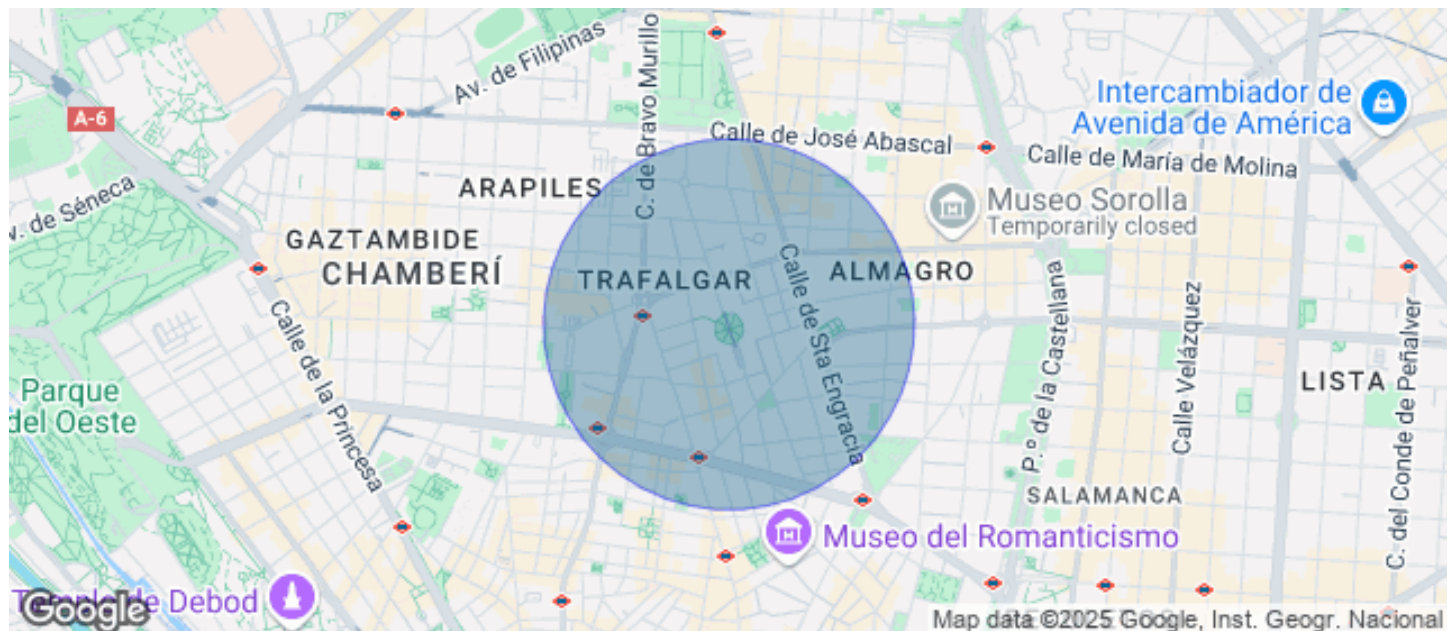 Av. de Filipinas
C. de Bravo Murillo
A-6
Intercambiador de
Avenida de América
Calle de José Abascal
Calle de María de Molina
ARAPILES
Museo Sorolla
Temporarily closed
de Séneca
GAZTAMBIDE
CHAMBERÍ
TRAFALGAR
ALMAGRO
Calle de la Princesa
Calle de Sta Engracia
P.º de la Castellana
Calle Velázquez
C. del Conde de Peñalver
LISTA
Parque
del Oeste
SALAMANCA
Museo del Romanticismo
de Debod
Google
Map data ©2025 Google, Inst. Geogr. Nacional